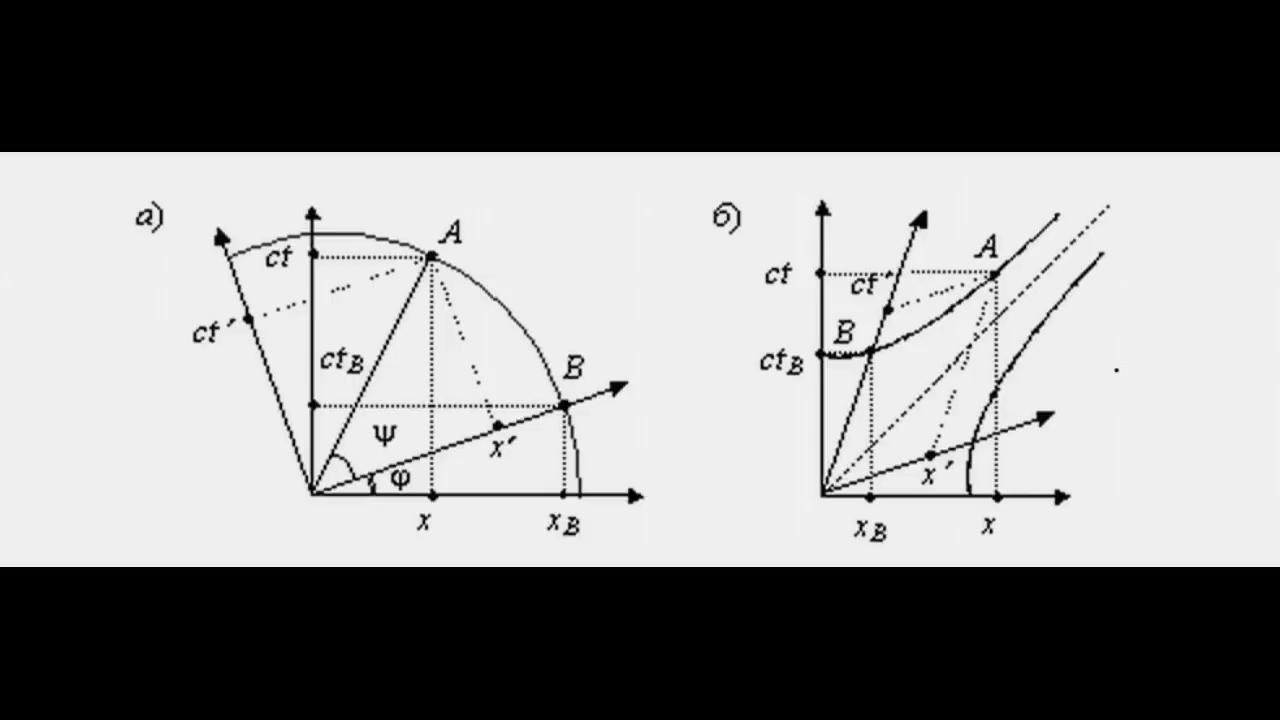 а)
A
ct
ct'
ct_B
B
ψ
x'
φ
x
x_B
б)
A
ct
ct'
B
ct_B
x'
x_B
x